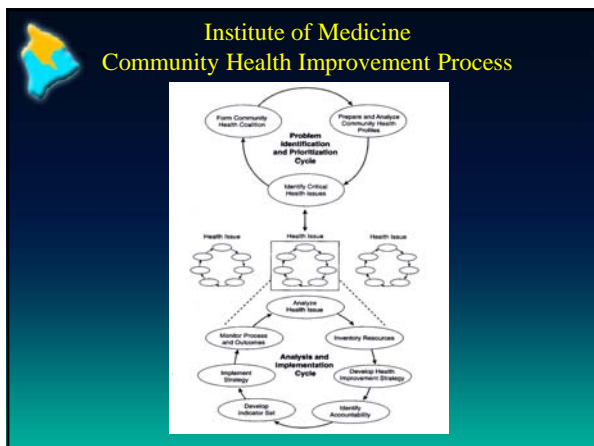 Institute of Medicine
Community Health Improvement Process
Form Community
Health Coalition
Prepare and Analyze
Community Health
Profiles
Problem
Identification
and Prioritization
Cycle
Identify Critical
Health Issues
Health Issue
Health Issue
Health Issue
Analyze
Health Issue
Monitor Process
and Outcomes
Inventory Resources
Analysis and
Implementation
Cycle
Implement
Strategy
Develop Health
Improvement Strategy
Develop
Indicator Set
Identify
Accountability